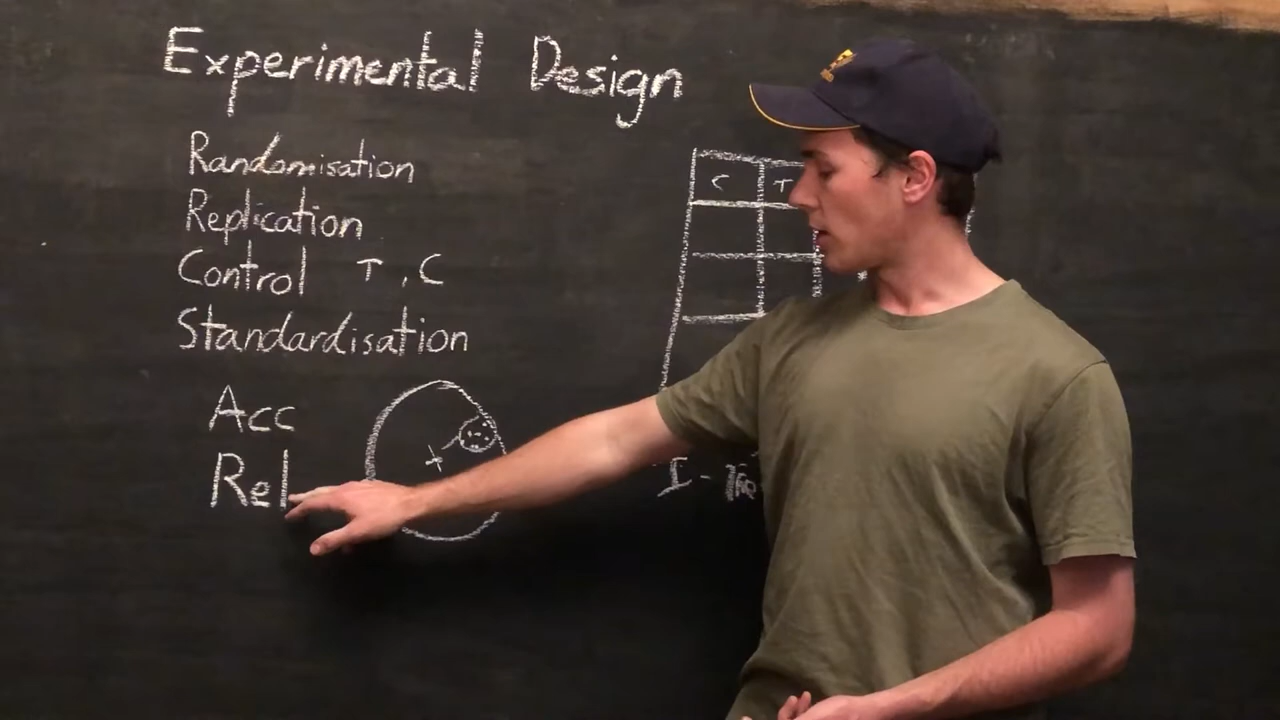 Experimental Design
Randomisation
Replication
Control T, C
Standardisation
Acc
Rel
C T
I -